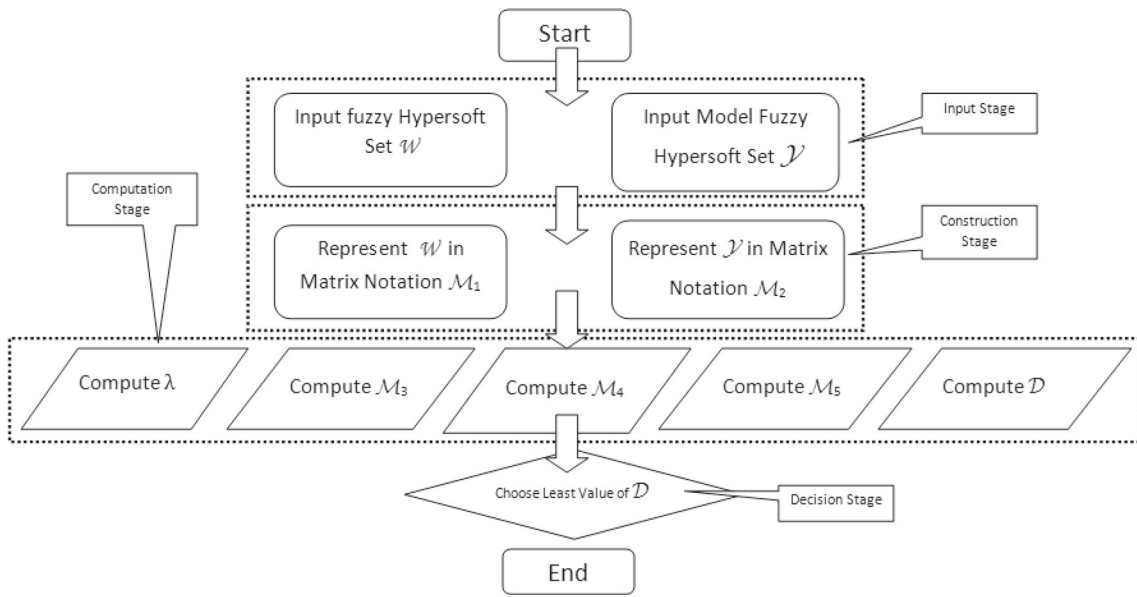 Start
Input fuzzy Hypersoft
Set 𝒲
Input Model Fuzzy
Hypersoft Set 𝒴
Input Stage
Computation
Stage
Represent 𝒲 in
Matrix Notation ℳ₁
Represent 𝒴 in Matrix
Notation ℳ₂
Construction
Stage
Compute λ
Compute ℳ₃
Compute ℳ₄
Compute ℳ₅
Compute 𝒟
Choose Least Value of 𝒟
Decision Stage
End